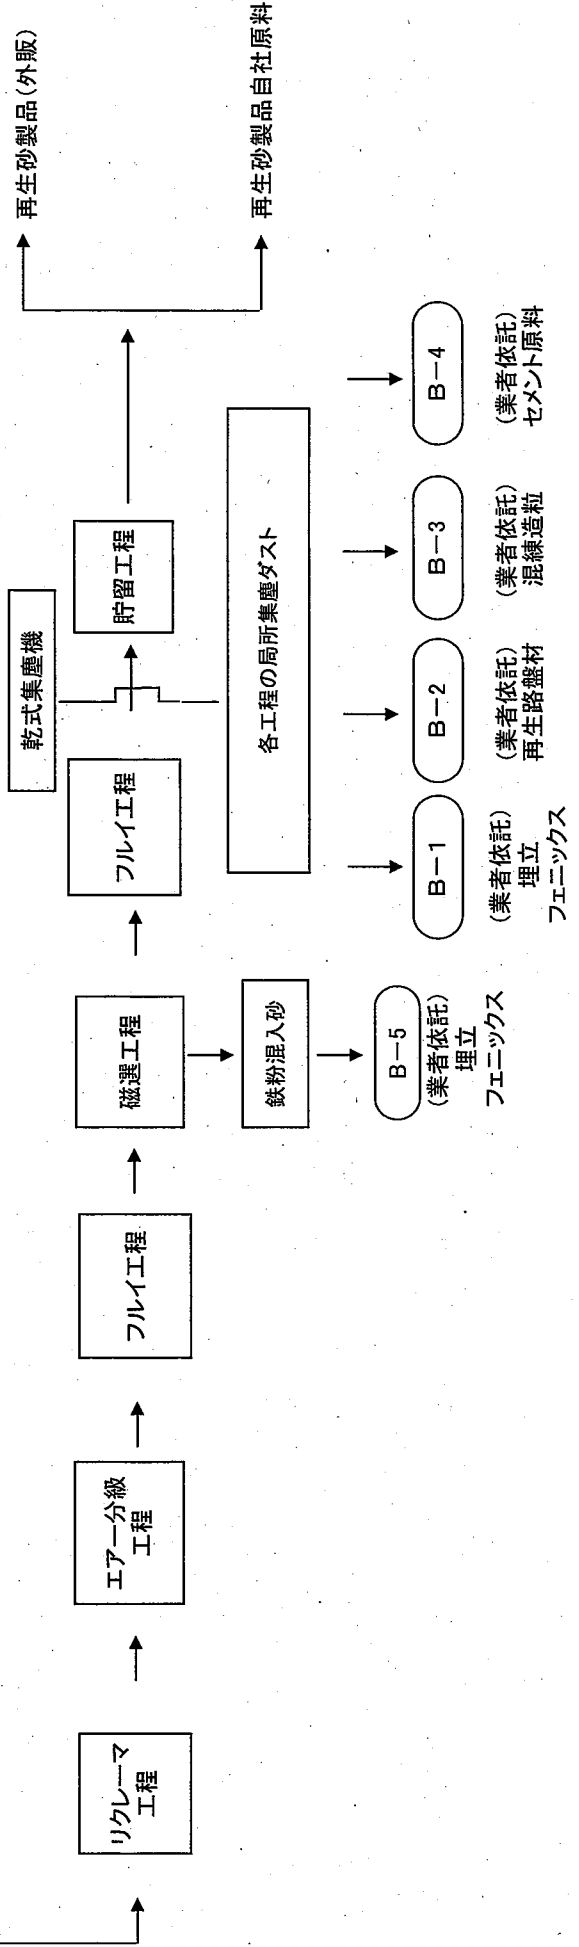 リクレーマ
工程
エアー分級
工程
フルイ工程
磁選工程
フルイ工程
乾式集塵機
貯留工程
再生砂製品(外販)
再生砂製品自社原料
鉄粉混入砂
各工程の局所集塵ダスト
B－5
(業者依託)
埋立
フェニックス
B－1
(業者依託)
埋立
フェニックス
B－2
(業者依託)
再生路盤材
B－3
(業者依託)
混練造粒
B－4
(業者依託)
セメント原料